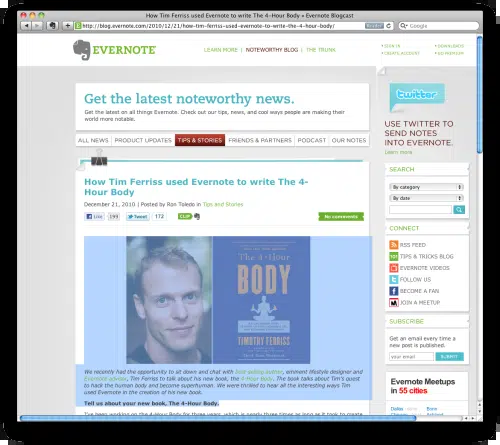 How Tim Ferriss used Evernote to write The 4-Hour Body « Evernote Blogcast
http://blog.evernote.com/2010/12/21/how-tim-ferriss-used-evernote-to-write-the-4-hour-body/
Reader
Google
EVERNOTE
LEARN MORE | NOTEWORTHY BLOG | THE TRUNK
SIGN IN
DOWNLOADS
CREATE ACCOUNT
GO PREMIUM
Get the latest noteworthy news.
Get the latest on all things Evernote. Check out our tips, news, and cool ways people are making their
world more notable.
twitter
USE TWITTER TO
SEND NOTES
INTO EVERNOTE.
Learn more
ALL NEWS
PRODUCT UPDATES
TIPS & STORIES
FRIENDS & PARTNERS
PODCAST
OUR NOTES
How Tim Ferriss used Evernote to write The 4-
Hour Body
December 21, 2010 | Posted by Ron Toledo in Tips and Stories
Like
199
Tweet
172
CLIP
No comments
The 4-Hour
BODY
TIMOTHY FERRISS
We recently had the opportunity to sit down and chat with best-selling author, eminent lifestyle designer and
Evernote advisor, Tim Ferriss to talk about his new book, the 4-Hour Body. The book talks about Tim's quest
to hack the human body and become superhuman. We were thrilled to hear all the interesting ways Tim
used Evernote in the creation of his new book.
Tell us about your new book, The 4-Hour Body.
I've been working on the 4-Hour Body for three years, which is nearly three times as long as it took to create
SEARCH
By category
By date
CONNECT
RSS FEED
TIPS & TRICKS BLOG
EVERNOTE VIDEOS
FOLLOW US
BECOME A FAN
JOIN A MEETUP
SUBSCRIBE
Get an email every time a
new post is published.
your email
SUBMIT
Evernote Meetups
in 55 cities
Dallas
Bonn